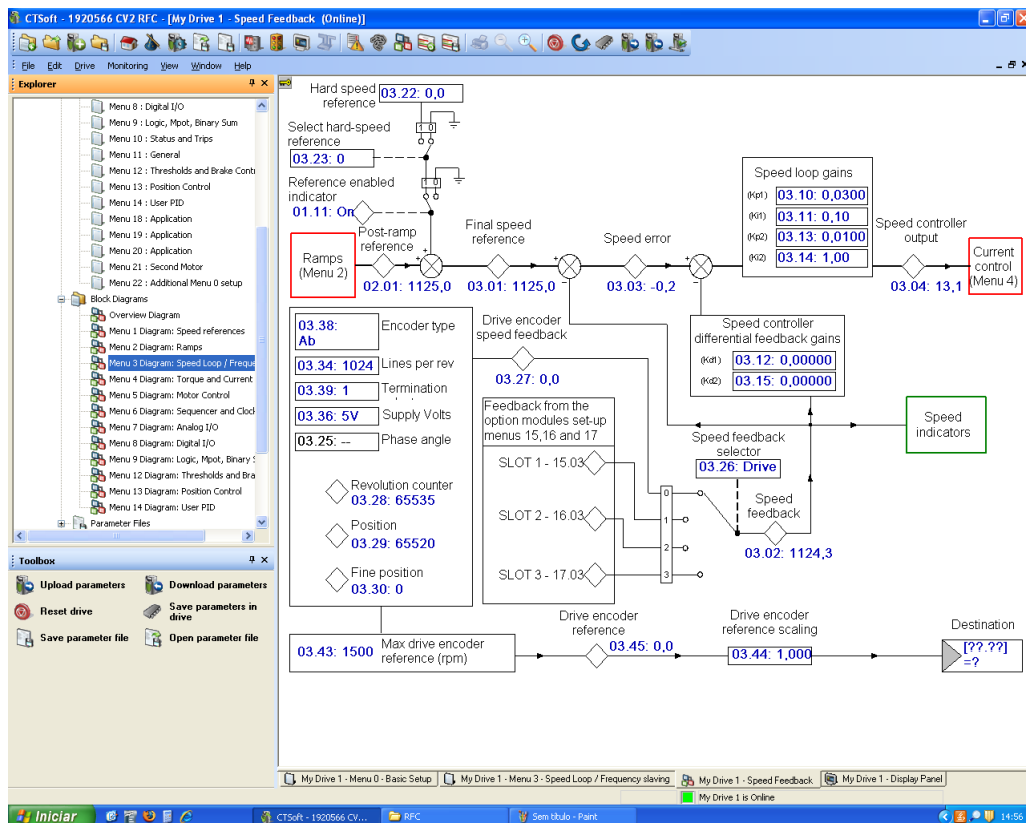 CTSoft - 1920566 CV2 RFC - [My Drive 1 - Speed Feedback (Online)]
File Edit Drive Monitoring View Window Help
Explorer
Menu 8 : Digital I/O
Menu 9 : Logic, Mpot, Binary Sum
Menu 10 : Status and Trips
Menu 11 : General
Menu 12 : Thresholds and Brake Contr
Menu 13 : Position Control
Menu 14 : User PID
Menu 18 : Application
Menu 19 : Application
Menu 20 : Application
Menu 21 : Second Motor
Menu 22 : Additional Menu 0 setup
Block Diagrams
Overview Diagram
Menu 1 Diagram: Speed references
Menu 2 Diagram: Ramps
Menu 3 Diagram: Speed Loop / Freque
Menu 4 Diagram: Torque and Current
Menu 5 Diagram: Motor Control
Menu 6 Diagram: Sequencer and Clock
Menu 7 Diagram: Analog I/O
Menu 8 Diagram: Digital I/O
Menu 9 Diagram: Logic, Mpot, Binary S
Menu 12 Diagram: Thresholds and Bra
Menu 13 Diagram: Position Control
Menu 14 Diagram: User PID
Parameter Files
Toolbox
Upload parameters
Download parameters
Reset drive
Save parameters in
drive
Save parameter file
Open parameter file
Hard speed
reference
03.22: 0,0
1 0
Select hard-speed
reference
03.23: 0
1 0
Reference enabled
indicator
01.11: On
Ramps
(Menu 2)
Post-ramp
reference
02.01: 1125,0
+
+
Final speed
reference
03.01: 1125,0
+
−
Speed error
03.03: -0,2
+
−
Speed loop gains
(Kp1) 03.10: 0,0300
(Ki1) 03.11: 0,10
(Kp2) 03.13: 0,0100
(Ki2) 03.14: 1,00
Speed controller
output
03.04: 13,1
Current
control
(Menu 4)
03.38:
Ab
Encoder type
03.34: 1024 Lines per rev
03.39: 1 Termination
03.36: 5V Supply Volts
03.25: -- Phase angle
Revolution counter
03.28: 65535
Position
03.29: 65520
Fine position
03.30: 0
Drive encoder
speed feedback
03.27: 0,0
Feedback from the
option modules set-up
menus 15,16 and 17
SLOT 1 - 15.03
SLOT 2 - 16.03
SLOT 3 - 17.03
0
1
2
3
Speed controller
differential feedback gains
(Kd1) 03.12: 0,00000
(Kd2) 03.15: 0,00000
Speed
indicators
Speed feedback
selector
03.26: Drive
Speed
feedback
03.02: 1124,3
03.43: 1500 Max drive encoder
reference (rpm)
Drive encoder
reference
03.45: 0,0
Drive encoder
reference scaling
03.44: 1,000
Destination
[??.??]
=?
My Drive 1 - Menu 0 - Basic Setup
My Drive 1 - Menu 3 - Speed Loop / Frequency slaving
My Drive 1 - Speed Feedback
My Drive 1 - Display Panel
My Drive 1 is Online
Iniciar
CTSoft - 1920566 CV...
RFC
Sem título - Paint
14:56